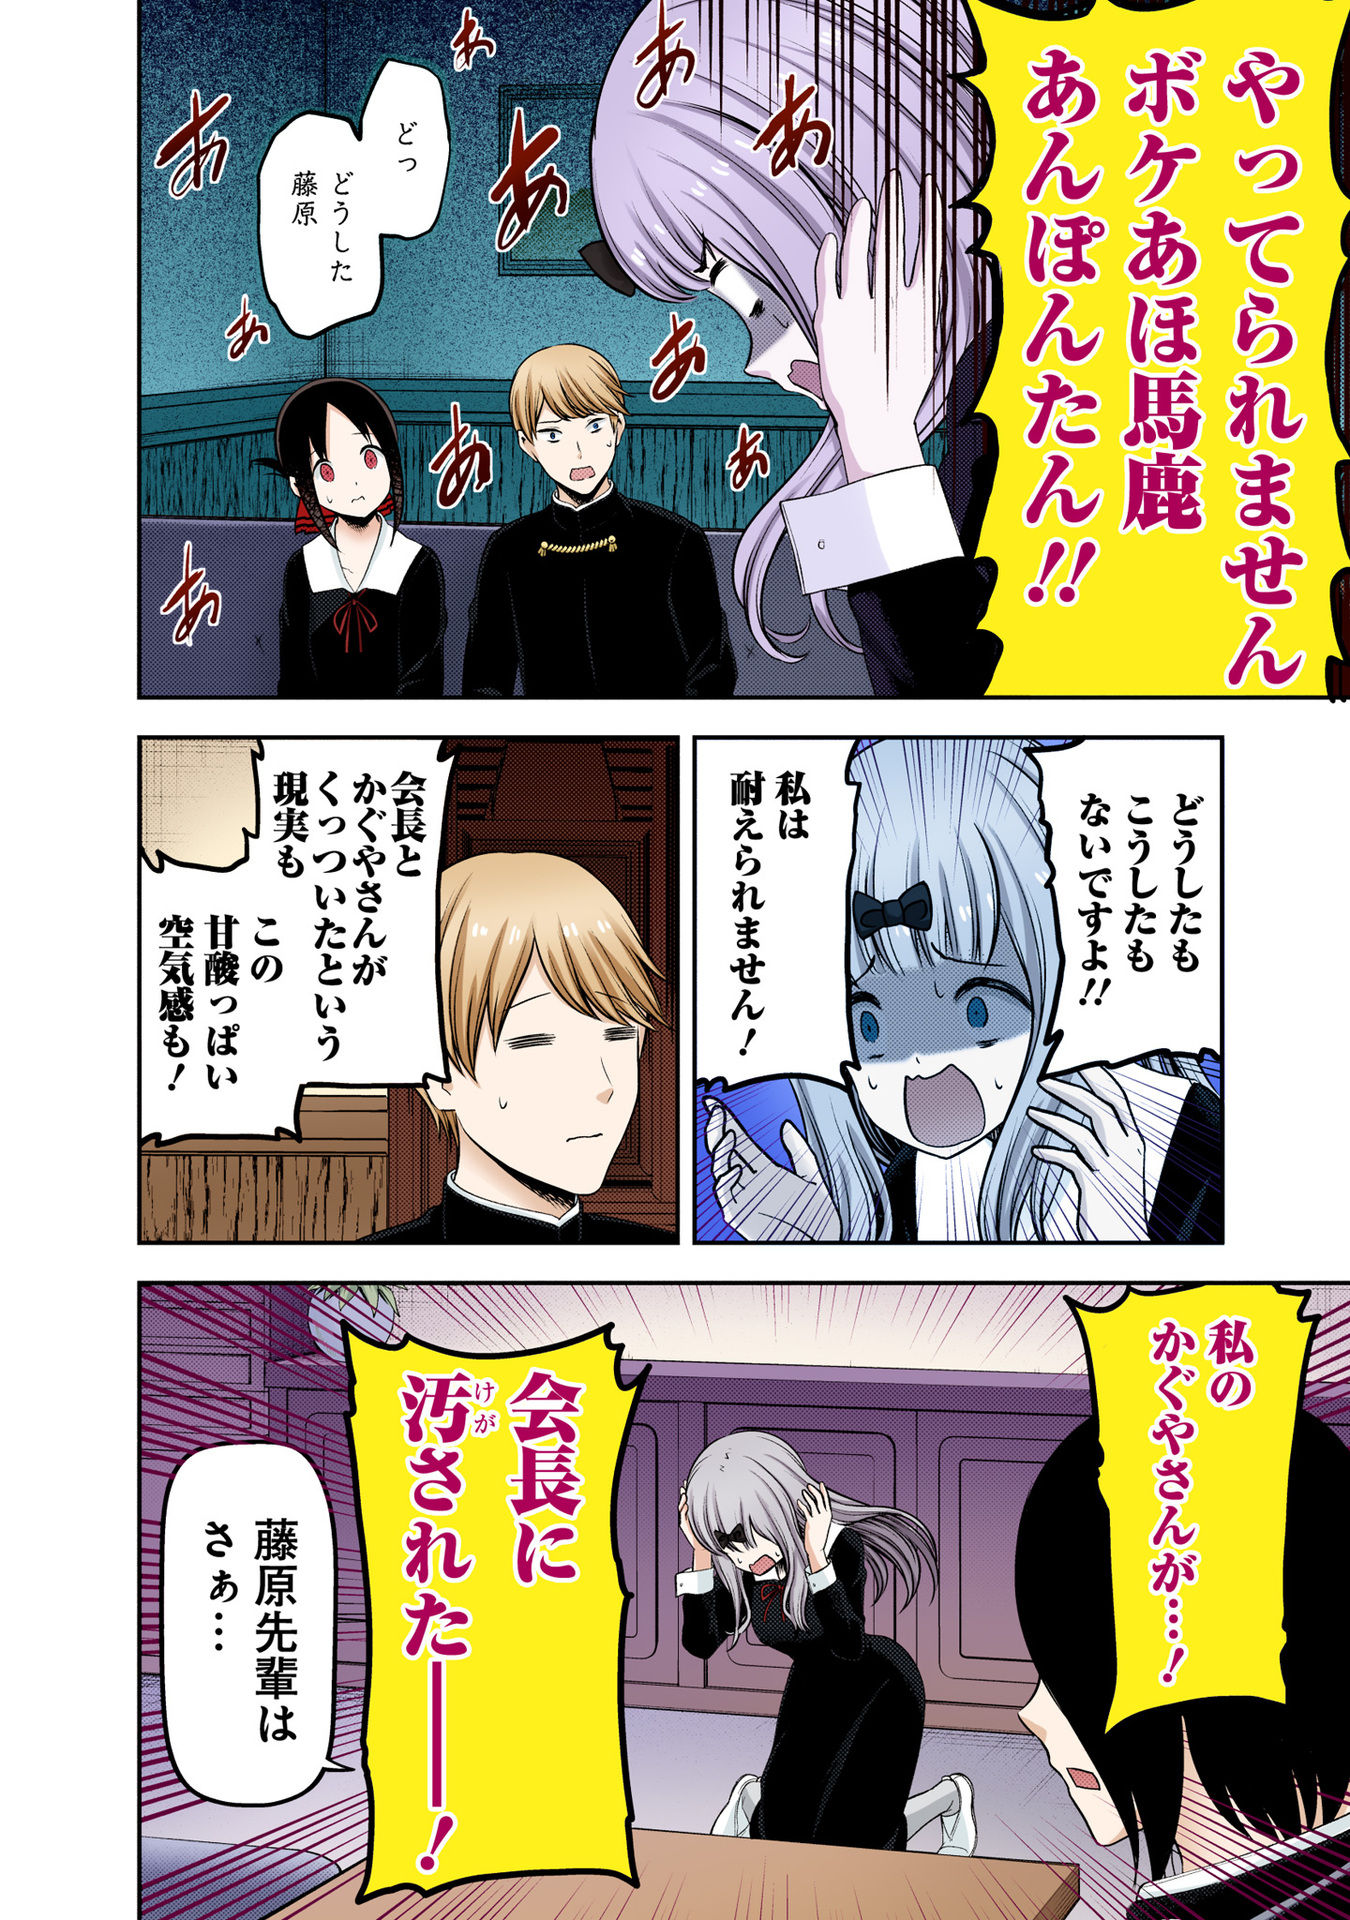 やってられません
ボケあほ馬鹿
あんぽんたん!!
あ
あ
あ
あ
あ
あ
あ
あ
あ
あ
どっ
どうした
藤原
どうしたも
こうしたも
ないですよ!!
私は
耐えられません!
会長と
かぐやさんが
くっついたという
現実も
この
甘酸っぱい
空気感も!
私の
かぐやさんが…!
会長に
汚された――!
けが
藤原先輩は
さぁ…